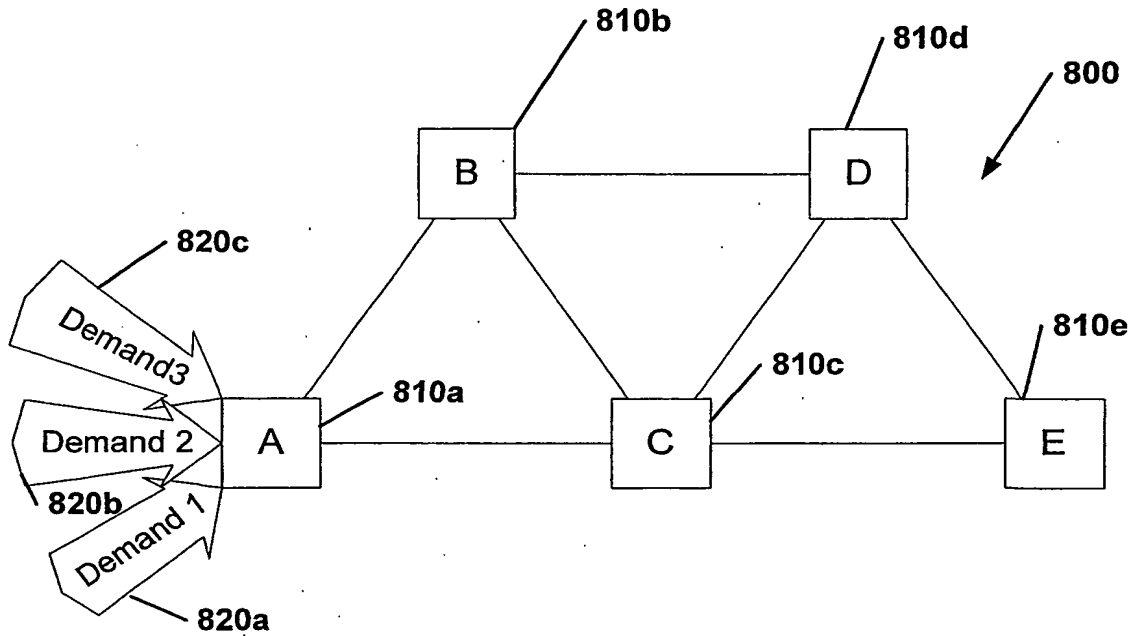 810b
810d
800
B
D
820c
Demand3
810e
810c
810a
Demand 2
A
C
E
820b
Demand 1
820a